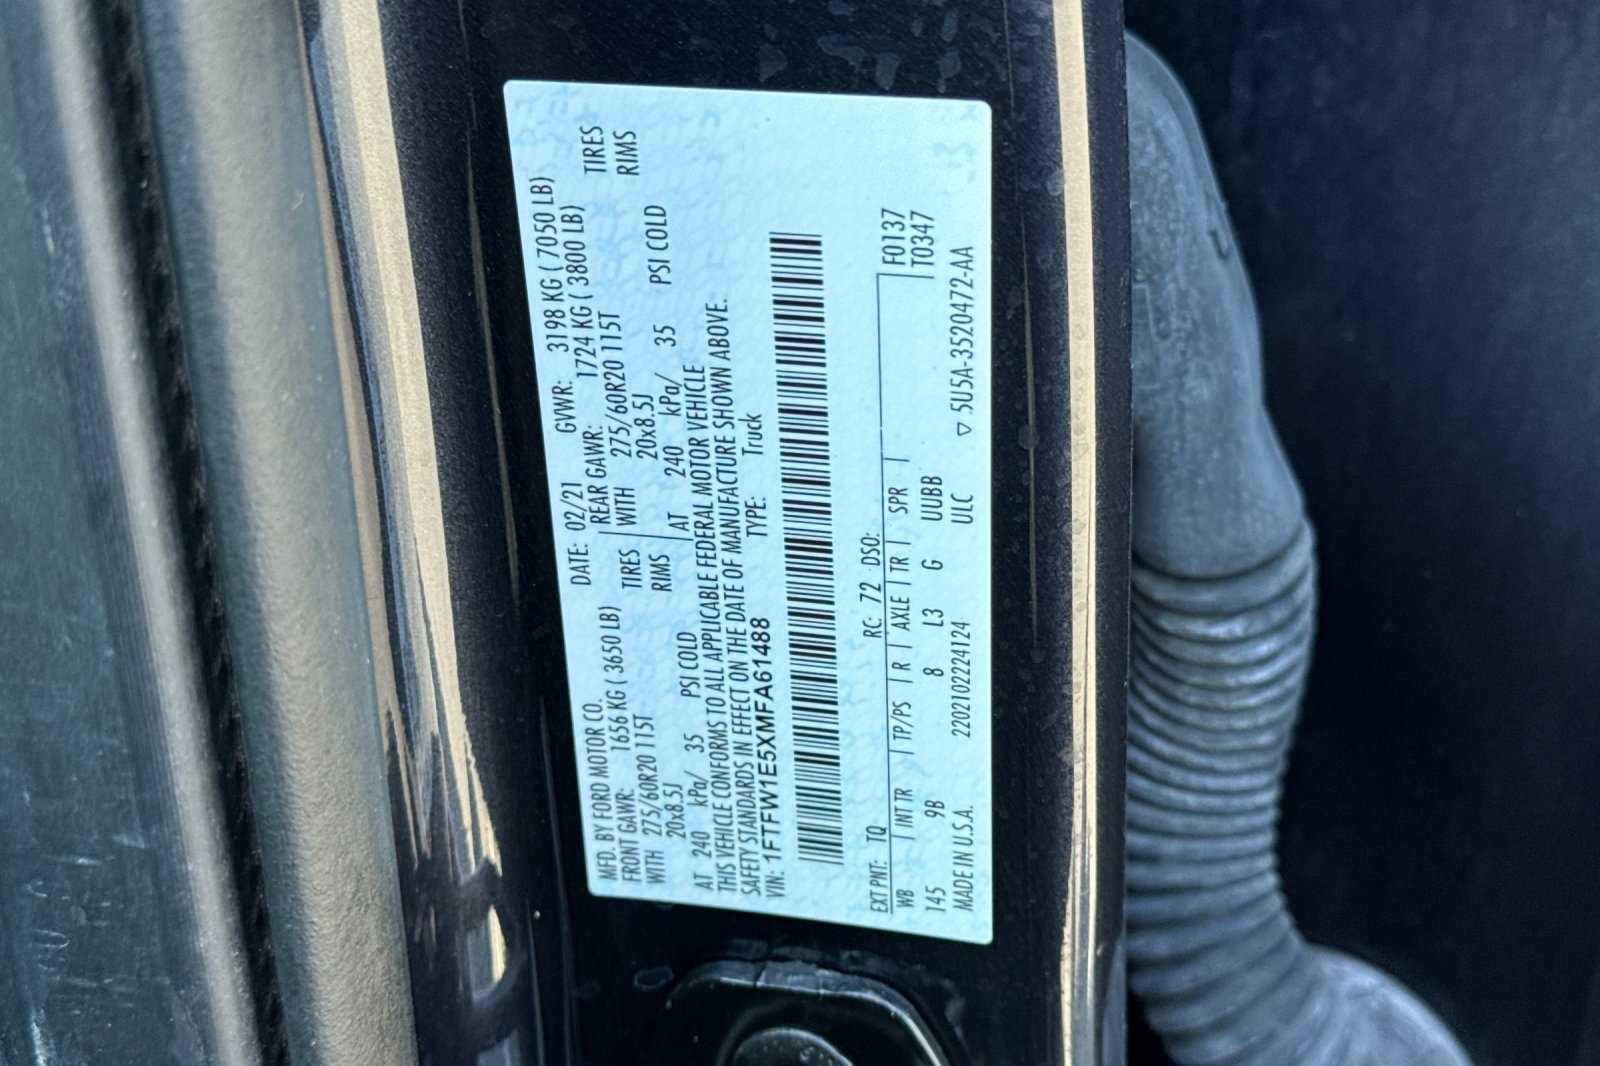 MFD. BY FORD MOTOR CO. DATE: 02/21 GVWR: 3198 KG ( 7050 LB)
FRONT GAWR: 1656 KG ( 3650 LB) REAR GAWR: 1724 KG ( 3800 LB)
WITH 275/60R20 115T TIRES WITH 275/60R20 115T TIRES
20x8.5J RIMS 20x8.5J RIMS
AT 240 kPa/ 35 PSI COLD AT 240 kPa/ 35 PSI COLD
THIS VEHICLE CONFORMS TO ALL APPLICABLE FEDERAL MOTOR VEHICLE
SAFETY STANDARDS IN EFFECT ON THE DATE OF MANUFACTURE SHOWN ABOVE.
VIN: 1FTFW1E5XMFA61488 TYPE: Truck
EXT PNT: TQ RC: 72 DSO: F0137
WB INT TR TP/PS R AXLE TR SPR T0347
145 9B 8 L3 G UUBB
MADE IN U.S.A. 22021022241​24 ULC ▽ 5U5A-3520472-AA